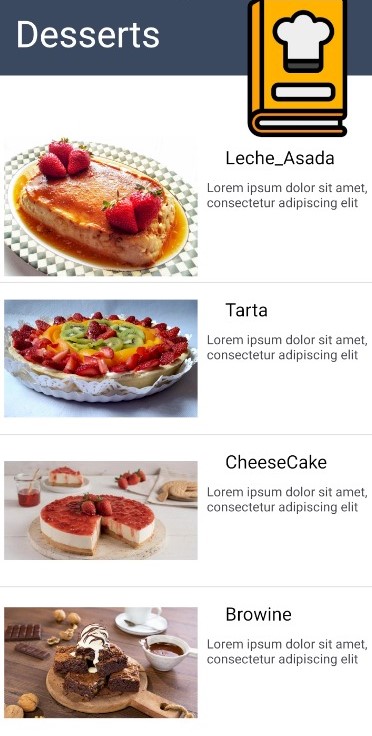 Desserts
Leche_Asada
Lorem ipsum dolor sit amet,
consectetur adipiscing elit
Tarta
Lorem ipsum dolor sit amet,
consectetur adipiscing elit
CheeseCake
Lorem ipsum dolor sit amet,
consectetur adipiscing elit
Browine
Lorem ipsum dolor sit amet,
consectetur adipiscing elit